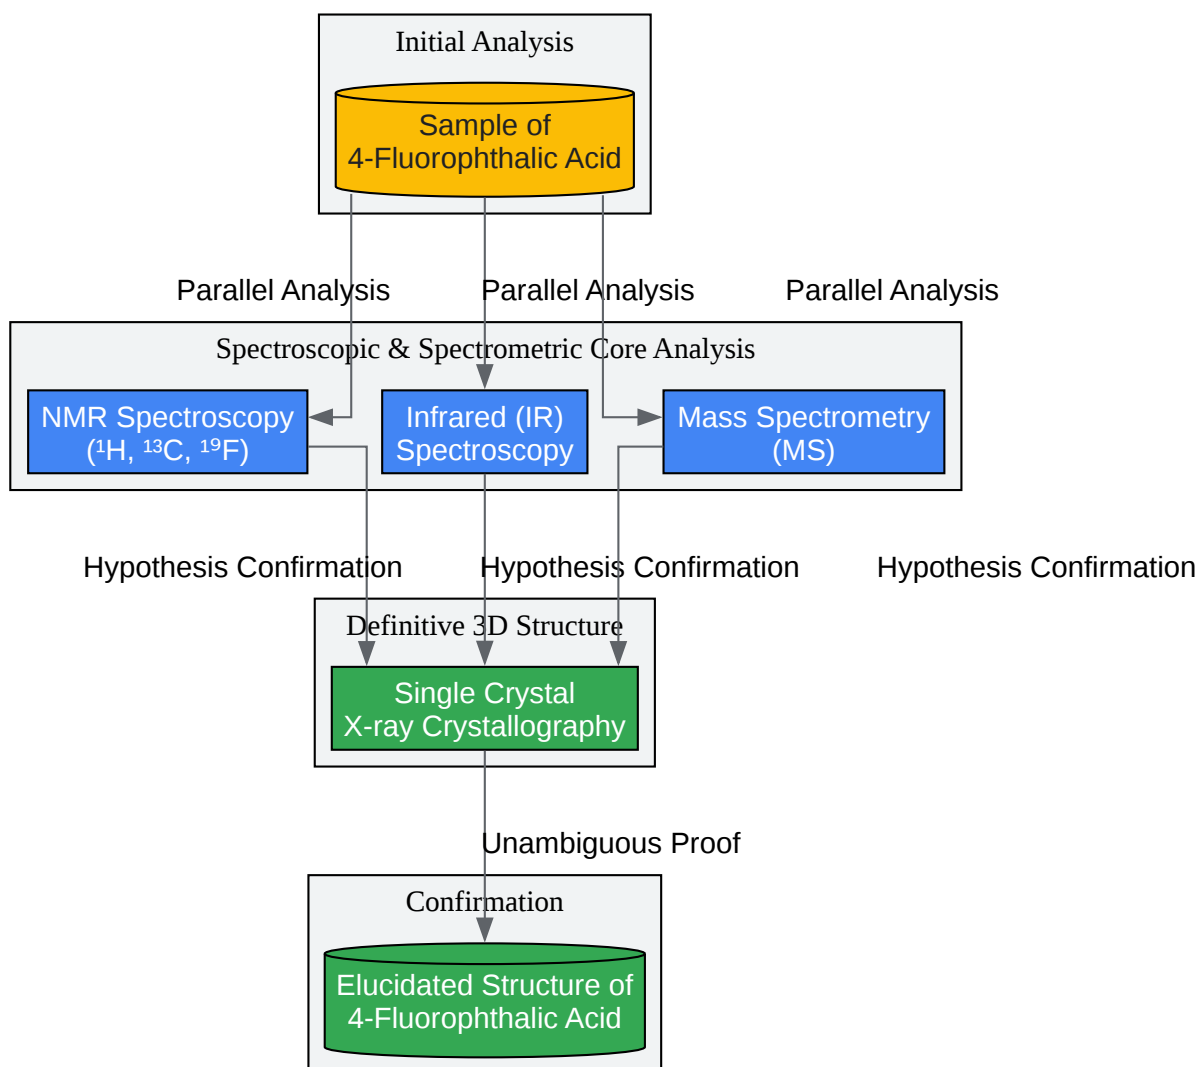 Initial Analysis
Sample of
4-Fluorophthalic Acid
Parallel Analysis
Parallel Analysis
Parallel Analysis
Spectroscopic & Spectrometric Core Analysis
NMR Spectroscopy
(¹H, ¹³C, ¹⁹F)
Infrared (IR)
Spectroscopy
Mass Spectrometry
(MS)
Hypothesis Confirmation
Hypothesis Confirmation
Hypothesis Confirmation
Definitive 3D Structure
Single Crystal
X-ray Crystallography
Unambiguous Proof
Confirmation
Elucidated Structure of
4-Fluorophthalic Acid